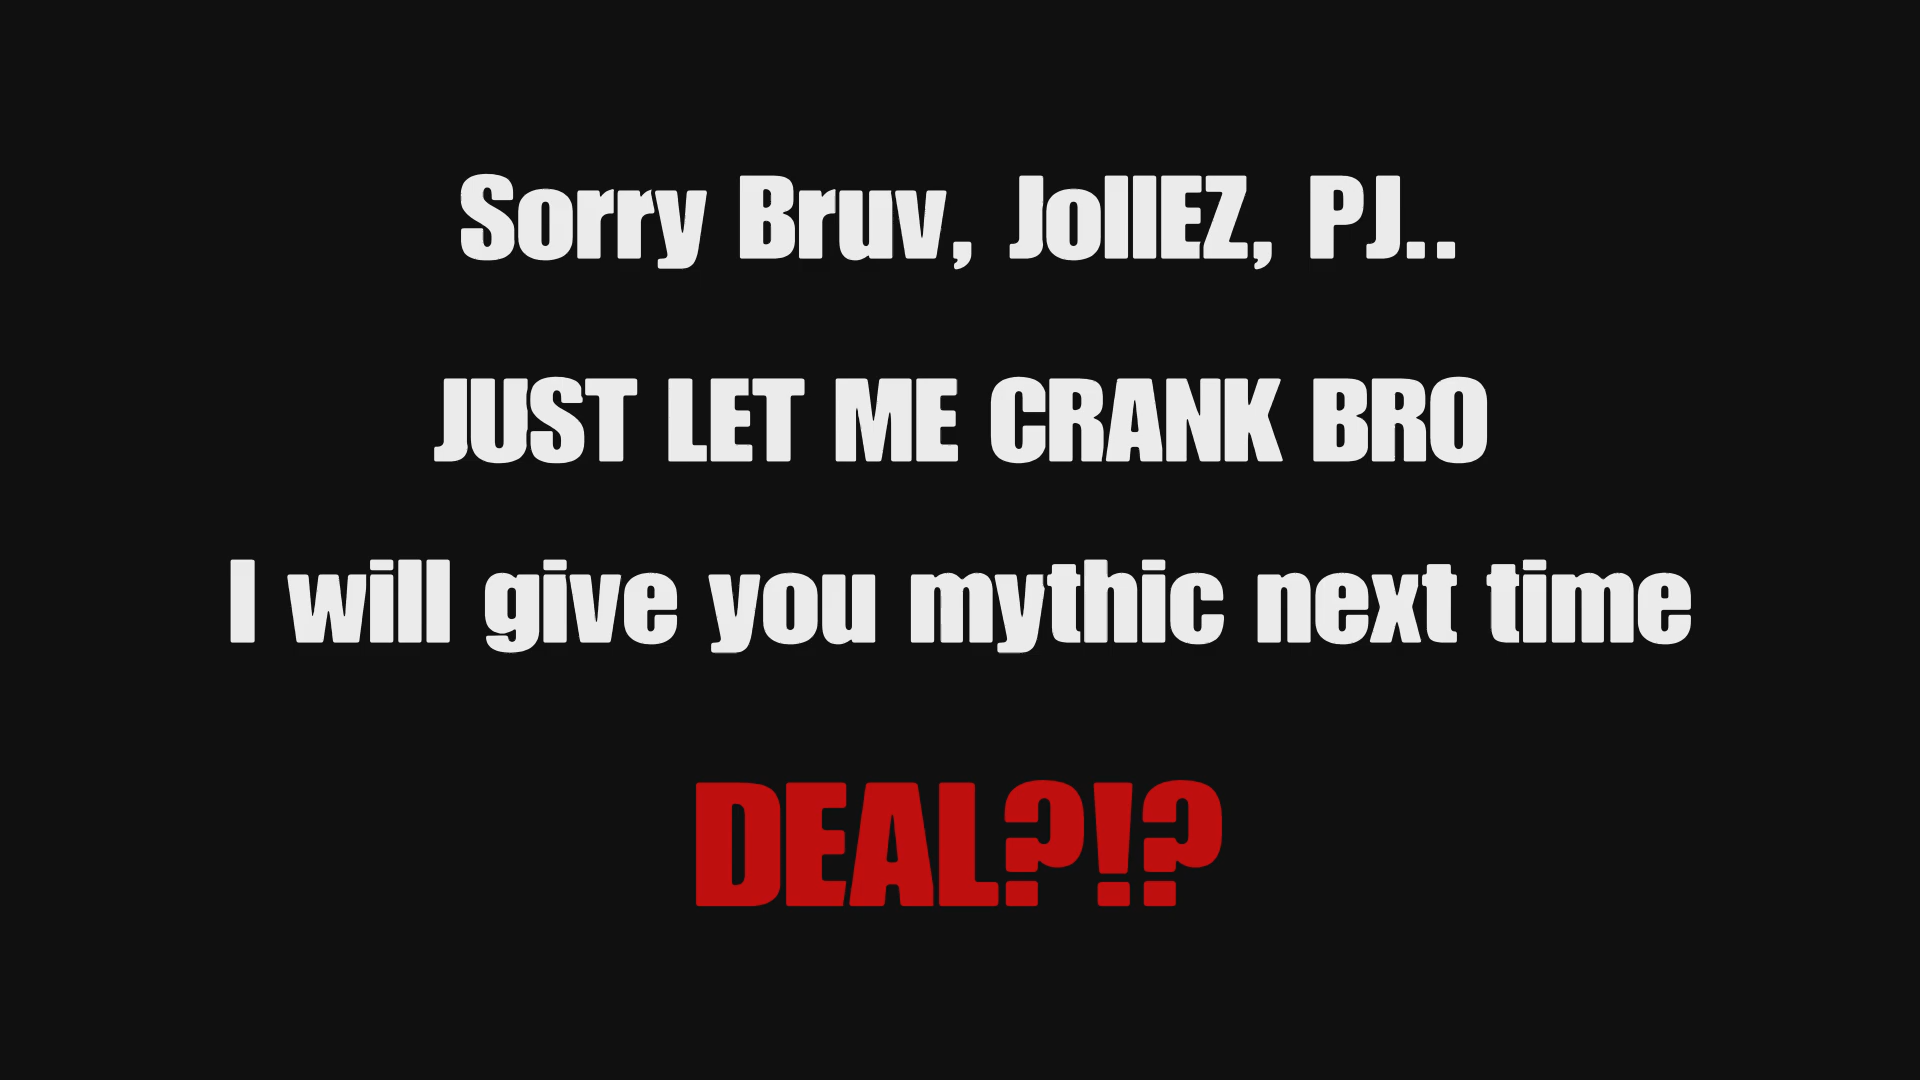 Sorry Bruv, JollEZ, PJ..
JUST LET ME CRANK BRO
I will give you mythic next time
DEAL?!?